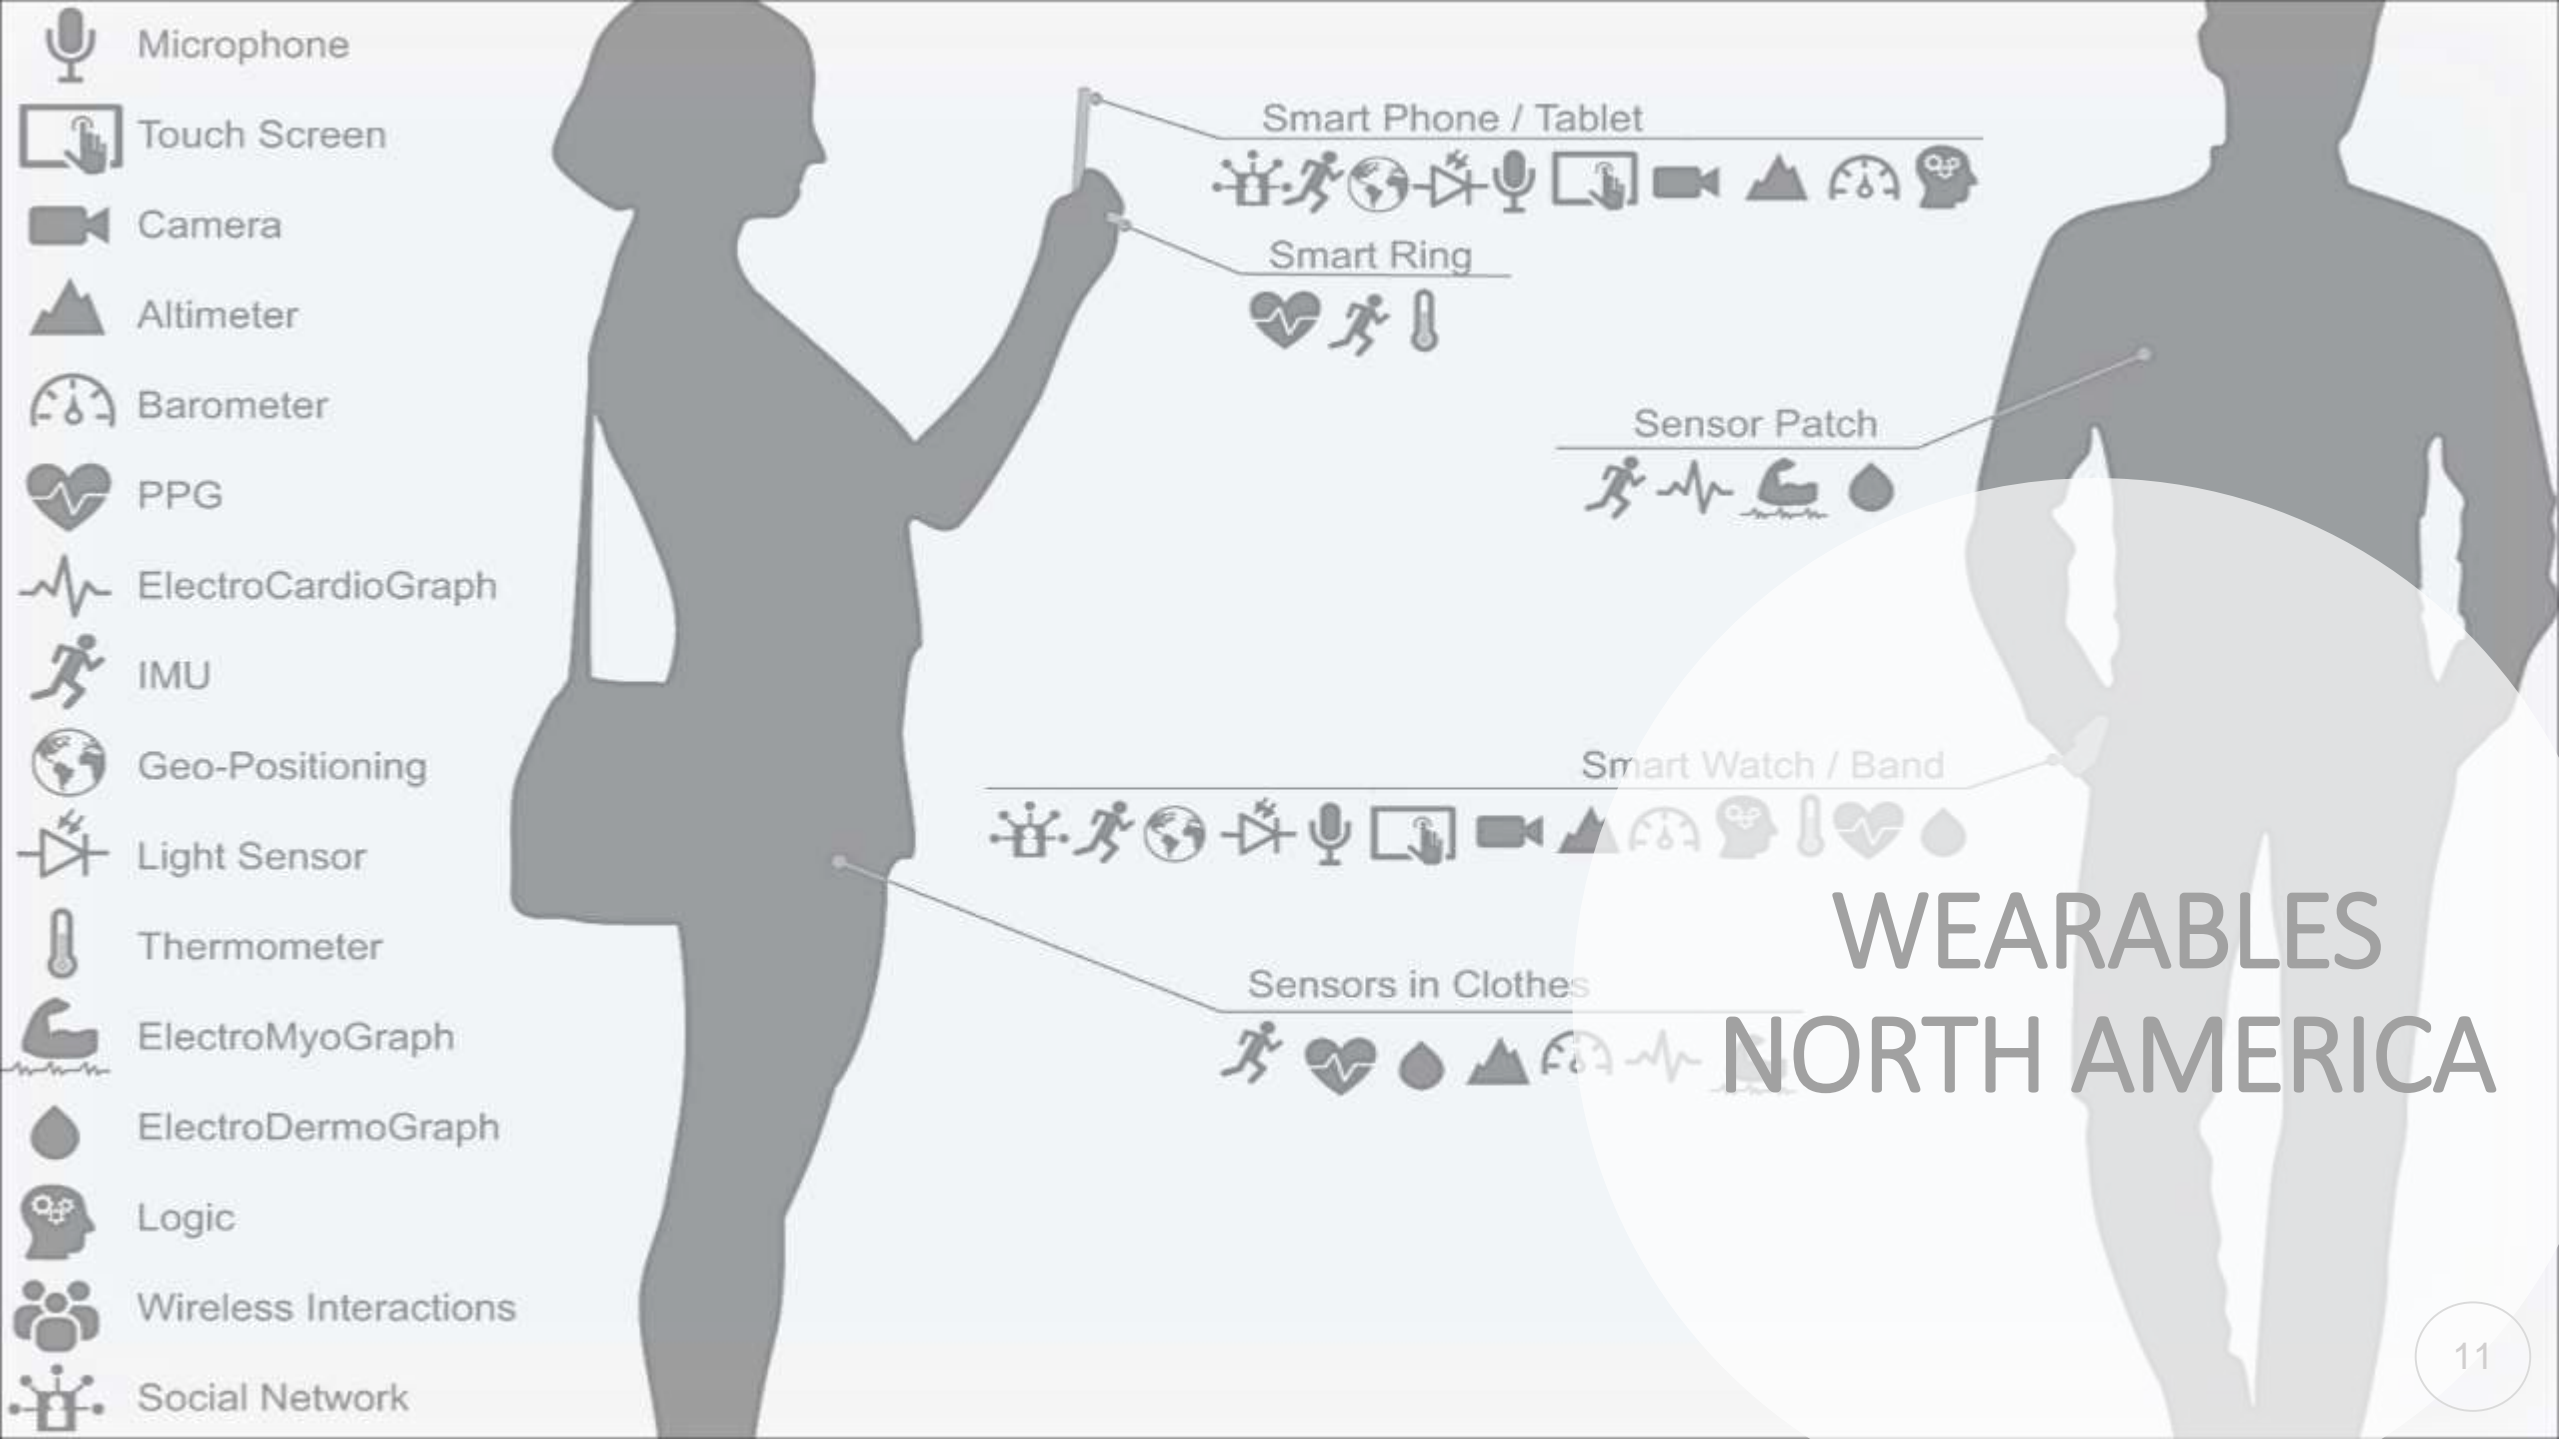 Microphone
Touch Screen
Camera
Altimeter
Barometer
PPG
ElectroCardioGraph
IMU
Geo-Positioning
Light Sensor
Thermometer
ElectroMyoGraph
ElectroDermoGraph
Logic
Wireless Interactions
Social Network
Smart Phone / Tablet
Smart Ring
Sensor Patch
Smart Watch / Band
Sensors in Clothes
WEARABLES
NORTH AMERICA
11